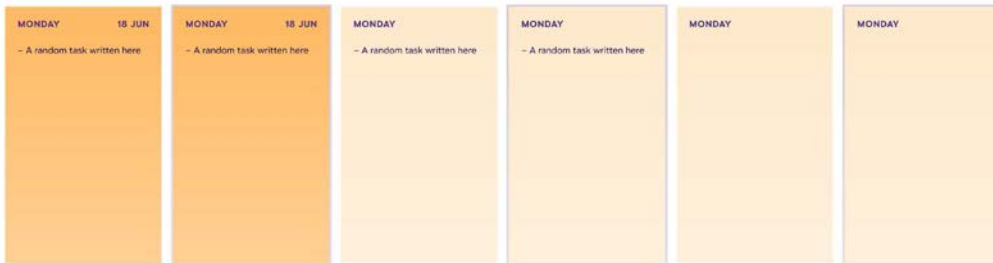 MONDAY 18 JUN
– A random task written here
MONDAY 18 JUN
– A random task written here
MONDAY
– A random task written here
MONDAY
– A random task written here
MONDAY
MONDAY